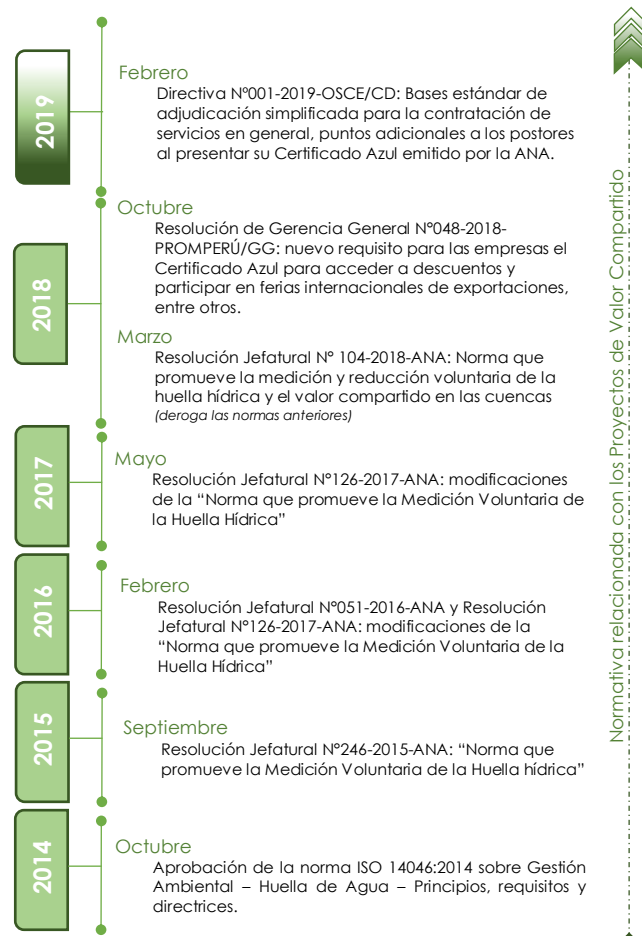 2019
Febrero
Directiva N°001-2019-OSCE/CD: Bases estándar de
adjudicación simplificada para la contratación de
servicios en general, puntos adicionales a los postores
al presentar su Certificado Azul emitido por la ANA.
2018
Octubre
Resolución de Gerencia General N°048-2018-
PROMPERÚ/GG: nuevo requisito para las empresas el
Certificado Azul para acceder a descuentos y
participar en ferias internacionales de exportaciones,
entre otros.
Marzo
Resolución Jefatural N° 104-2018-ANA: Norma que
promueve la medición y reducción voluntaria de la
huella hídrica y el valor compartido en las cuencas
(deroga las normas anteriores)
2017
Mayo
Resolución Jefatural N°126-2017-ANA: modificaciones
de la “Norma que promueve la Medición Voluntaria de
la Huella Hídrica”
2016
Febrero
Resolución Jefatural N°051-2016-ANA y Resolución
Jefatural N°126-2017-ANA: modificaciones de la
“Norma que promueve la Medición Voluntaria de la
Huella Hídrica”
2015
Septiembre
Resolución Jefatural N°246-2015-ANA: “Norma que
promueve la Medición Voluntaria de la Huella hídrica”
2014
Octubre
Aprobación de la norma ISO 14046:2014 sobre Gestión
Ambiental – Huella de Agua – Principios, requisitos y
directrices.
Normativa relacionada con los Proyectos de Valor Compartido